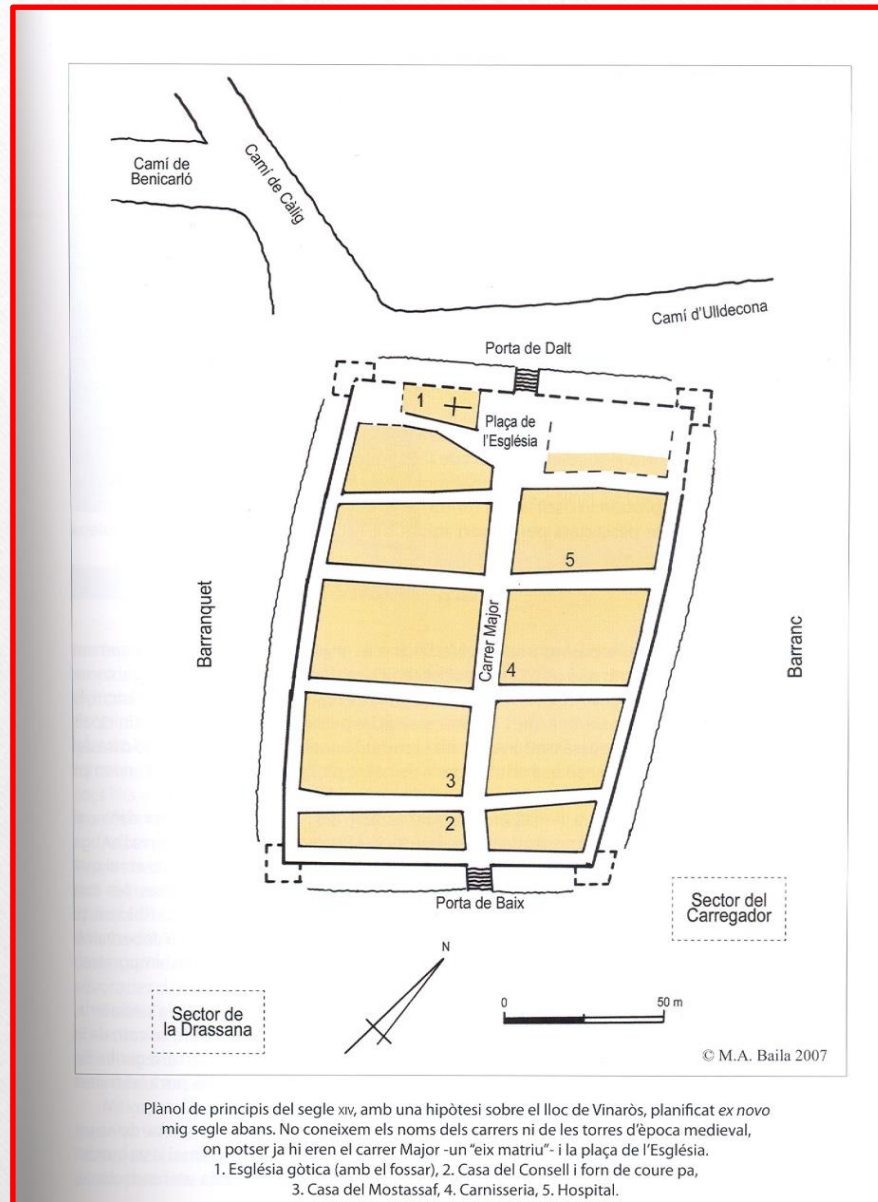 Camí de
Benicarló
Camí de Càlig
Camí d'Ulldecona
Porta de Dalt
1
Plaça de
l'Església
5
Barranquet
Carrer Major
4
Barranc
3
2
Porta de Baix
Sector del
Carregador
N
Sector de
la Drassana
0 50 m
© M.A. Baila 2007
Plànol de principis del segle XIV, amb una hipòtesi sobre el lloc de Vinaròs, planificat ex novo
mig segle abans. No coneixem els noms dels carrers ni de les torres d'època medieval,
on potser ja hi eren el carrer Major -un "eix matriu"- i la plaça de l'Església.
1. Església gòtica (amb el fossar), 2. Casa del Consell i forn de coure pa,
3. Casa del Mostassaf, 4. Carnisseria, 5. Hospital.